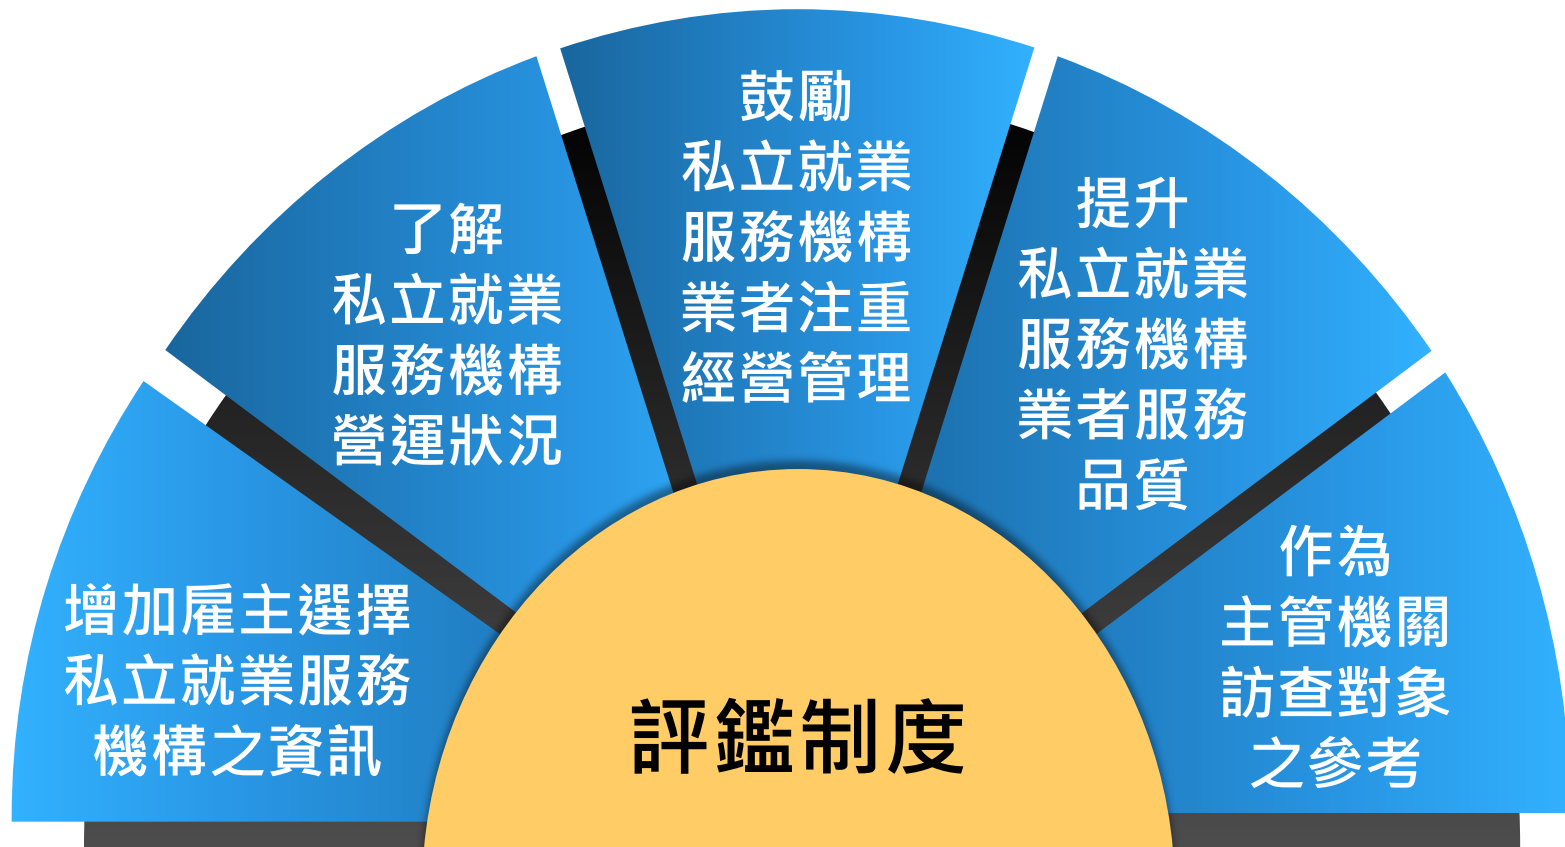 增加雇主選擇
私立就業服務
機構之資訊
了解
私立就業
服務機構
營運狀況
鼓勵
私立就業
服務機構
業者注重
經營管理
提升
私立就業
服務機構
業者服務
品質
作為
主管機關
訪查對象
之參考
評鑑制度